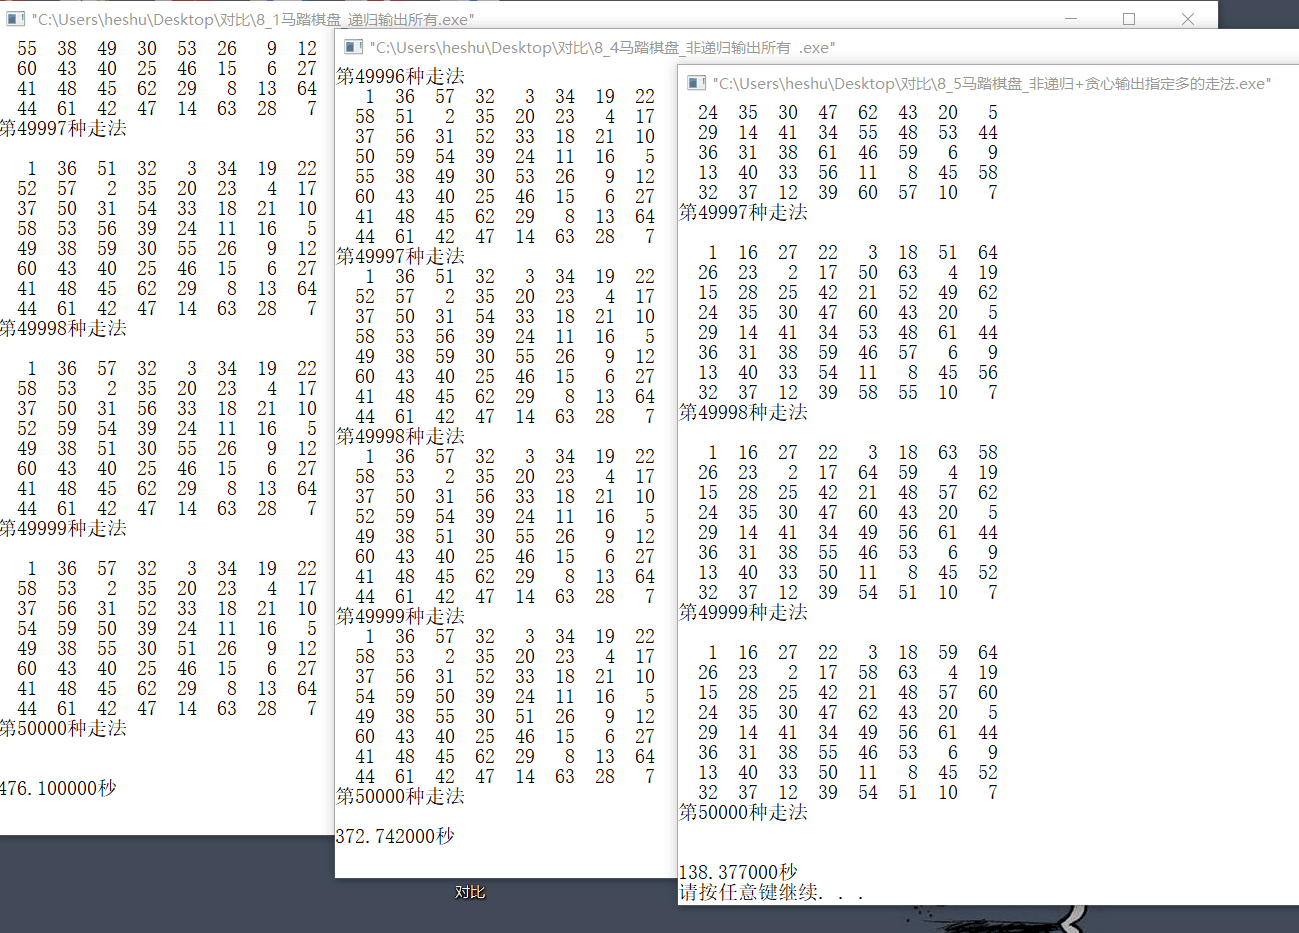 "C:\Users\heshu\Desktop\对比\8_1马踏棋盘_递归输出所有.exe"
55 38 49 30 53 26 9 12
60 43 40 25 46 15 6 27
41 48 45 62 29 8 13 64
44 61 42 47 14 63 28 7
第49997种走法
1 36 51 32 3 34 19 22
52 57 2 35 20 23 4 17
37 50 31 54 33 18 21 10
58 53 56 39 24 11 16 5
49 38 59 30 55 26 9 12
60 43 40 25 46 15 6 27
41 48 45 62 29 8 13 64
44 61 42 47 14 63 28 7
第49998种走法
1 36 57 32 3 34 19 22
58 53 2 35 20 23 4 17
37 50 31 56 33 18 21 10
52 59 54 39 24 11 16 5
49 38 51 30 55 26 9 12
60 43 40 25 46 15 6 27
41 48 45 62 29 8 13 64
44 61 42 47 14 63 28 7
第49999种走法
1 36 57 32 3 34 19 22
58 53 2 35 20 23 4 17
37 56 31 52 33 18 21 10
54 59 50 39 24 11 16 5
49 38 55 30 51 26 9 12
60 43 40 25 46 15 6 27
41 48 45 62 29 8 13 64
44 61 42 47 14 63 28 7
第50000种走法
476.100000秒
"C:\Users\heshu\Desktop\对比\8_4马踏棋盘_非递归输出所有 .exe"
第49996种走法
1 36 57 32 3 34 19 22
58 51 2 35 20 23 4 17
37 56 31 52 33 18 21 10
50 59 54 39 24 11 16 5
55 38 49 30 53 26 9 12
60 43 40 25 46 15 6 27
41 48 45 62 29 8 13 64
44 61 42 47 14 63 28 7
第49997种走法
1 36 51 32 3 34 19 22
52 57 2 35 20 23 4 17
37 50 31 54 33 18 21 10
58 53 56 39 24 11 16 5
49 38 59 30 55 26 9 12
60 43 40 25 46 15 6 27
41 48 45 62 29 8 13 64
44 61 42 47 14 63 28 7
第49998种走法
1 36 57 32 3 34 19 22
58 53 2 35 20 23 4 17
37 50 31 56 33 18 21 10
52 59 54 39 24 11 16 5
49 38 51 30 55 26 9 12
60 43 40 25 46 15 6 27
41 48 45 62 29 8 13 64
44 61 42 47 14 63 28 7
第49999种走法
1 36 57 32 3 34 19 22
58 53 2 35 20 23 4 17
37 56 31 52 33 18 21 10
54 59 50 39 24 11 16 5
49 38 55 30 51 26 9 12
60 43 40 25 46 15 6 27
41 48 45 62 29 8 13 64
44 61 42 47 14 63 28 7
第50000种走法
372.742000秒
"C:\Users\heshu\Desktop\对比\8_5马踏棋盘_非递归+贪心输出指定多的走法.exe"
24 35 30 47 62 43 20 5
29 14 41 34 55 48 53 44
36 31 38 61 46 59 6 9
13 40 33 56 11 8 45 58
32 37 12 39 60 57 10 7
第49997种走法
1 16 27 22 3 18 51 64
26 23 2 17 50 63 4 19
15 28 25 42 21 52 49 62
24 35 30 47 60 43 20 5
29 14 41 34 53 48 61 44
36 31 38 59 46 57 6 9
13 40 33 54 11 8 45 56
32 37 12 39 58 55 10 7
第49998种走法
1 16 27 22 3 18 63 58
26 23 2 17 64 59 4 19
15 28 25 42 21 48 57 62
24 35 30 47 60 43 20 5
29 14 41 34 49 56 61 44
36 31 38 55 46 53 6 9
13 40 33 50 11 8 45 52
32 37 12 39 54 51 10 7
第49999种走法
1 16 27 22 3 18 59 64
26 23 2 17 58 63 4 19
15 28 25 42 21 48 57 60
24 35 30 47 62 43 20 5
29 14 41 34 49 56 61 44
36 31 38 55 46 53 6 9
13 40 33 50 11 8 45 52
32 37 12 39 54 51 10 7
第50000种走法
138.377000秒
请按任意键继续. . .
对比